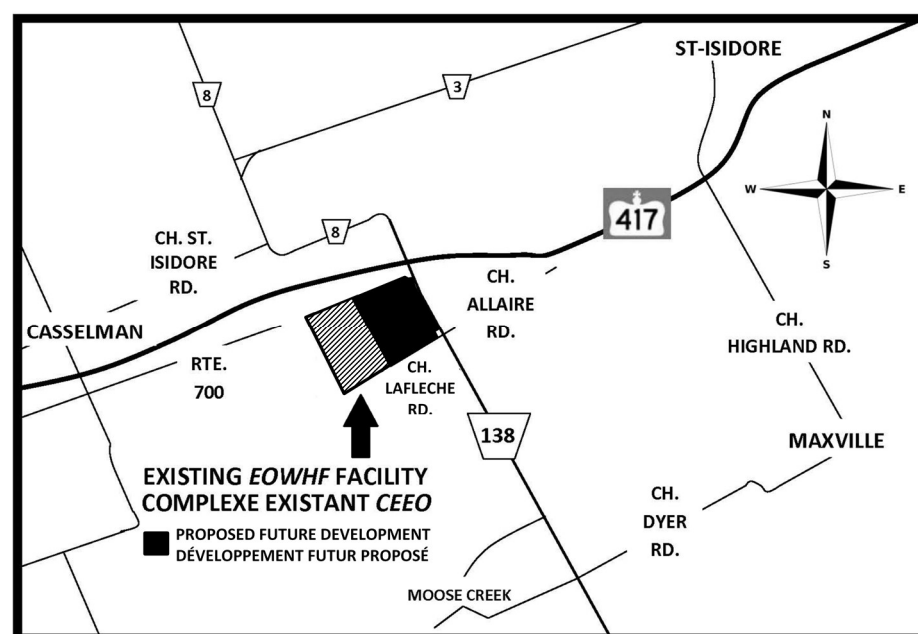 ST-ISIDORE
8
3
N
W
E
S
417
8
CH. ST.
ISIDORE
RD.
CH.
ALLAIRE
RD.
CASSELMAN
RTE.
700
CH.
LAFLECHE
RD.
CH.
HIGHLAND RD.
138
MAXVILLE
EXISTING EOWHF FACILITY
COMPLEXE EXISTANT CEEO
PROPOSED FUTURE DEVELOPMENT
DÉVELOPPEMENT FUTUR PROPOSÉ
CH.
DYER
RD.
MOOSE CREEK